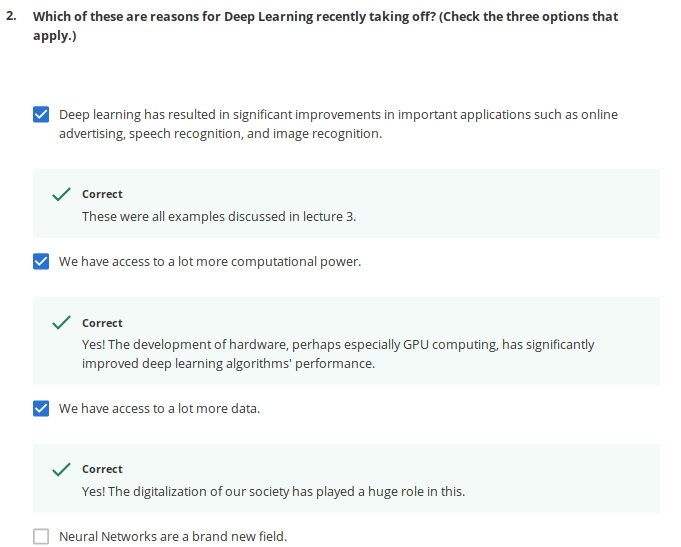 2. Which of these are reasons for Deep Learning recently taking off? (Check the three options that
apply.)
Deep learning has resulted in significant improvements in important applications such as online
advertising, speech recognition, and image recognition.
Correct
These were all examples discussed in lecture 3.
We have access to a lot more computational power.
Correct
Yes! The development of hardware, perhaps especially GPU computing, has significantly
improved deep learning algorithms' performance.
We have access to a lot more data.
Correct
Yes! The digitalization of our society has played a huge role in this.
Neural Networks are a brand new field.